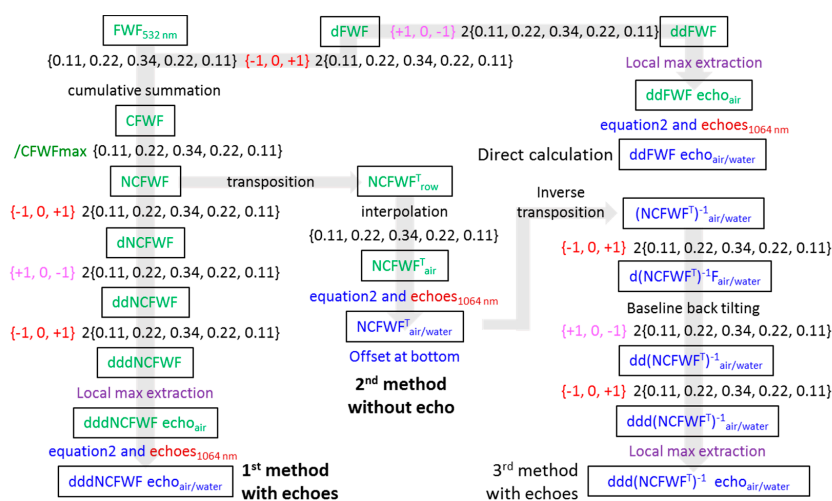 FWF532 nm
dFWF
{+1, 0, -1} 2{0.11, 0.22, 0.34, 0.22, 0.11}
ddFWF
{0.11, 0.22, 0.34, 0.22, 0.11} {-1, 0, +1} 2{0.11, 0.22, 0.34, 0.22, 0.11}
cumulative summation
CFWF
/CFWFmax {0.11, 0.22, 0.34, 0.22, 0.11}
NCFWF
transposition
{-1, 0, +1} 2{0.11, 0.22, 0.34, 0.22, 0.11}
dNCFWF
{+1, 0, -1} 2{0.11, 0.22, 0.34, 0.22, 0.11}
ddNCFWF
{-1, 0, +1} 2{0.11, 0.22, 0.34, 0.22, 0.11}
dddNCFWF
Local max extraction
dddNCFWF echoair
equation2 and echoes1064 nm
dddNCFWF echoair/water
1st method
with echoes
NCFWFTrow
interpolation
{0.11, 0.22, 0.34, 0.22, 0.11}
NCFWFTair
equation2 and echoes1064 nm
NCFWFTair/water
Offset at bottom
2nd method
without echo
Local max extraction
ddFWF echoair
equation2 and echoes1064 nm
Direct calculation
ddFWF echoair/water
Inverse
transposition
(NCFWFT)-1air/water
{-1, 0, +1} 2{0.11, 0.22, 0.34, 0.22, 0.11}
d(NCFWFT)-1Fair/water
Baseline back tilting
{+1, 0, -1} 2{0.11, 0.22, 0.34, 0.22, 0.11}
dd(NCFWFT)-1air/water
{-1, 0, +1} 2{0.11, 0.22, 0.34, 0.22, 0.11}
ddd(NCFWFT)-1air/water
Local max extraction
3rd method
with echoes
ddd(NCFWFT)-1 echoair/water